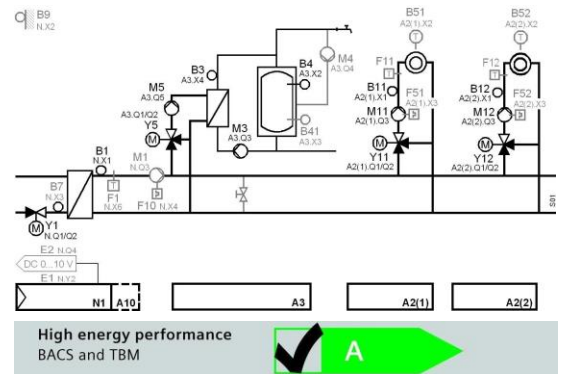 B9
N.X2
B3
A3.X4
M5
A3.Q5
A3.Q1/Q2
Y5
B4
A3.X2
M4
A3.Q4
B41
A3.X3
M3
A3.Q3
B51
A2(1).X2
T
F11
T
B11
A2(1).X1
F51
A2(1).X3
M11
A2(1).Q3
M
Y11
A2(1).Q1/Q2
B52
A2(2).X2
T
F12
T
B12
A2(2).X1
F52
A2(2).X3
M12
A2(2).Q3
M
Y12
A2(2).Q1/Q2
M
B1
N.X1
M1
N.Q3
T
F1
N.X6
F10 N.X4
B7
N.X3
M
Y1
N.Q1/Q2
S01
E2 N.Q4
DC 0...10 V
E1 N.Y2
N1
A10
A3
A2(1)
A2(2)
High energy performance
BACS and TBM
A